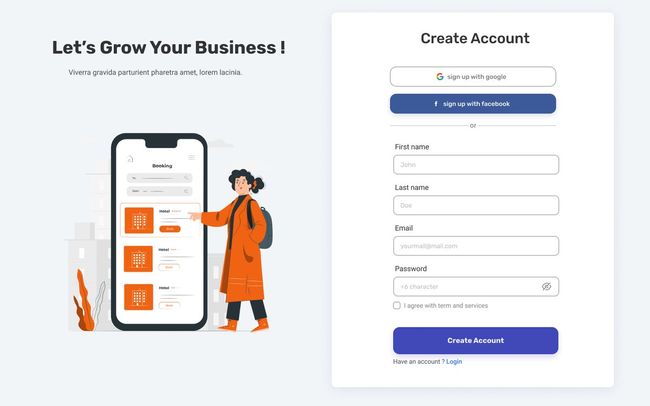 Let's Grow Your Business !
Viverra gravida parturient pharetra amet, lorem lacinia.
Booking
To:
Date:
Hotel
Book
Hotel
Book
Hotel
Book
Create Account
sign up with google
f sign up with facebook
or
First name
John
Last name
Doe
Email
yourmail@mail.com
Password
+6 character
I agree with term and services
Create Account
Have an account ? Login